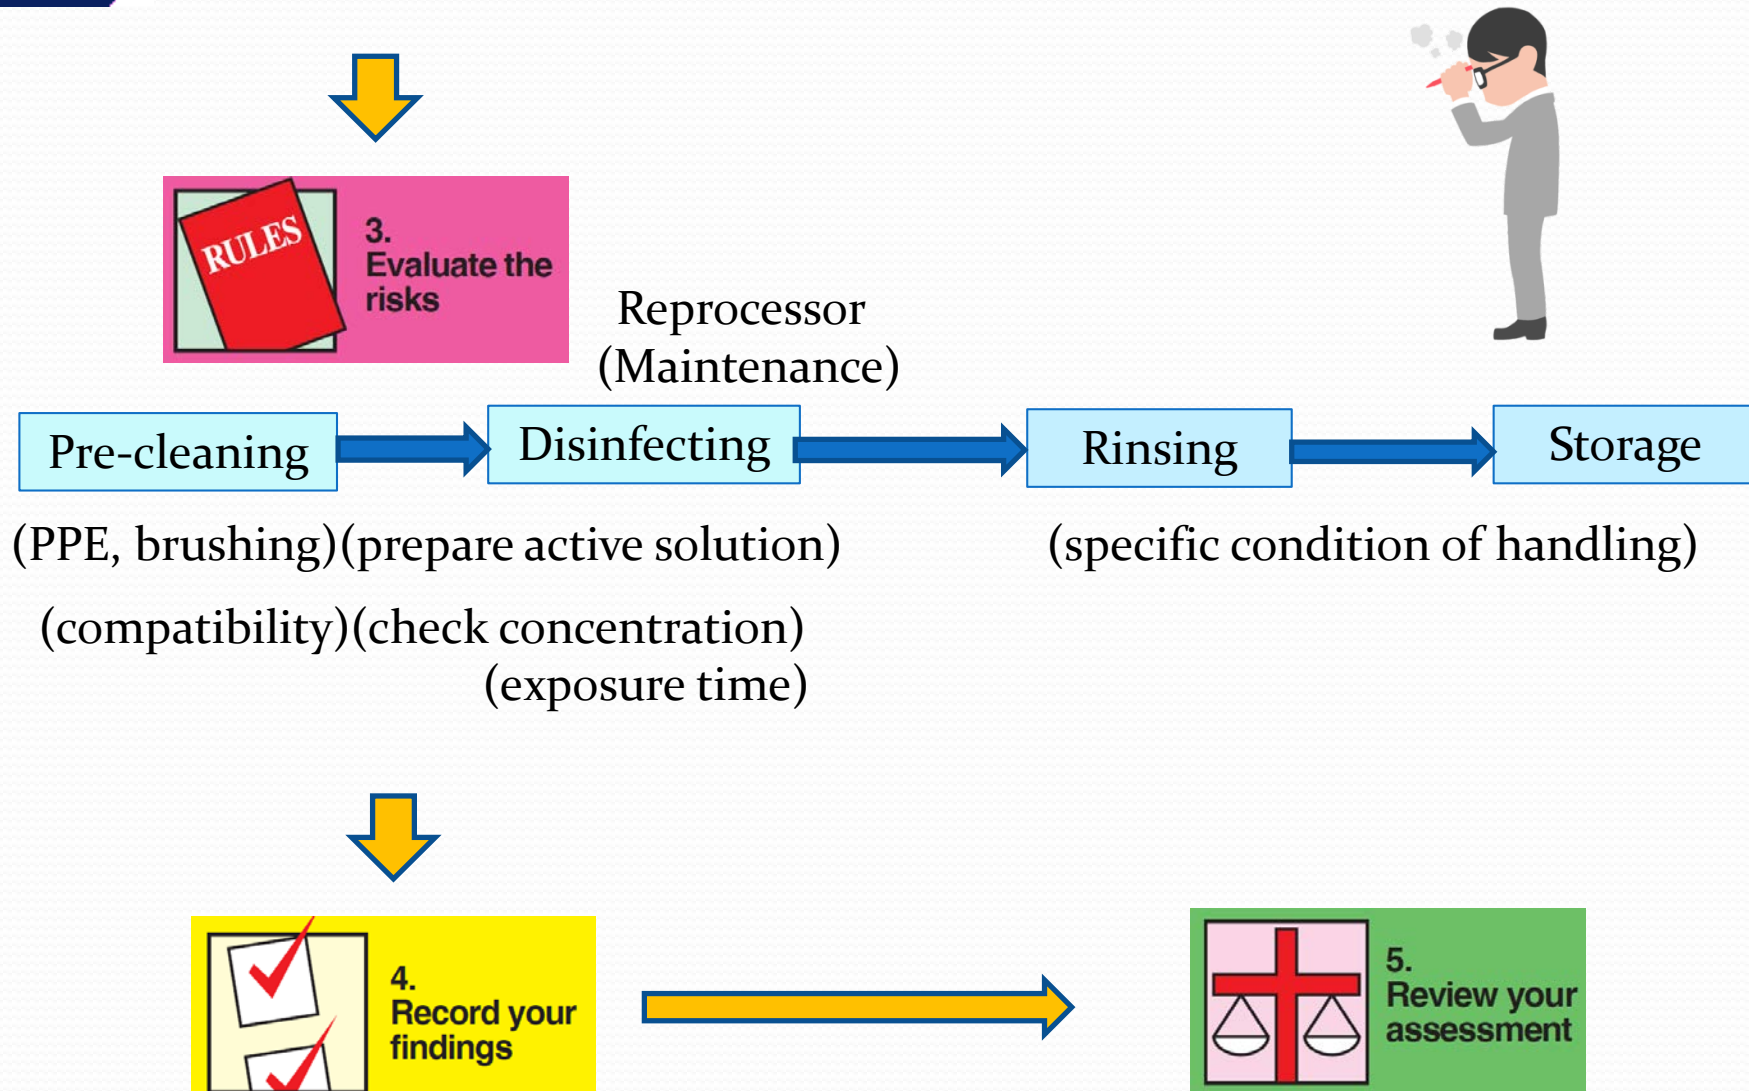 RULES
3.
Evaluate the
risks
Reprocessor
(Maintenance)
Pre-cleaning
Disinfecting
Rinsing
Storage
(PPE, brushing)(prepare active solution)
(specific condition of handling)
(compatibility)(check concentration)
(exposure time)
4.
Record your
findings
5.
Review your
assessment